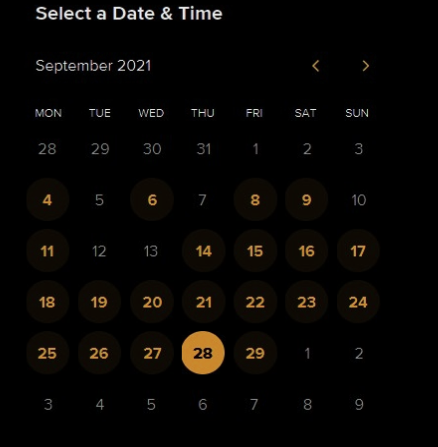 Select a Date & Time
September 2021
MON TUE WED THU FRI SAT SUN
28 29 30 31 1 2 3
4 5 6 7 8 9 10
11 12 13 14 15 16 17
18 19 20 21 22 23 24
25 26 27 28 29 1 2
3 4 5 6 7 8 9